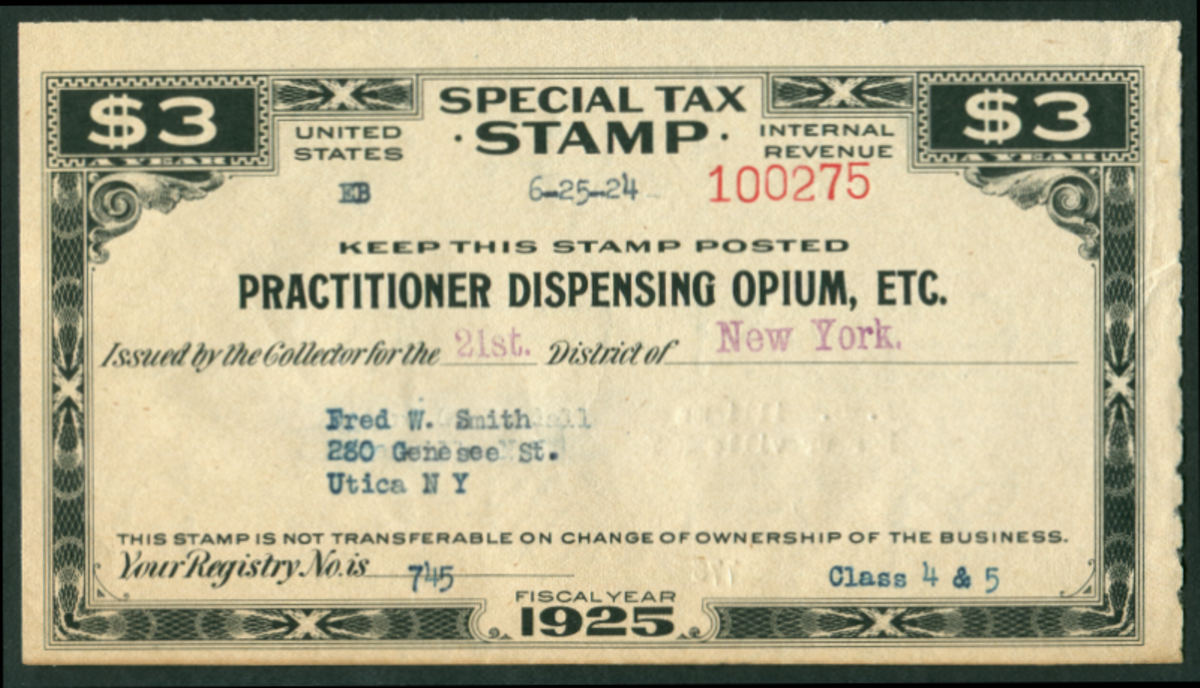 $3 A YEAR
UNITED STATES
SPECIAL TAX
· STAMP ·
INTERNAL REVENUE
$3 A YEAR
EB 6-25-24 100275
KEEP THIS STAMP POSTED
PRACTITIONER DISPENSING OPIUM, ETC.
Issued by the Collector for the 21st. District of New York.
Fred W. Smith
280 Genesee St.
Utica N Y
THIS STAMP IS NOT TRANSFERABLE ON CHANGE OF OWNERSHIP OF THE BUSINESS.
Your Registry No. is 745 Class 4 & 5
FISCAL YEAR
1925